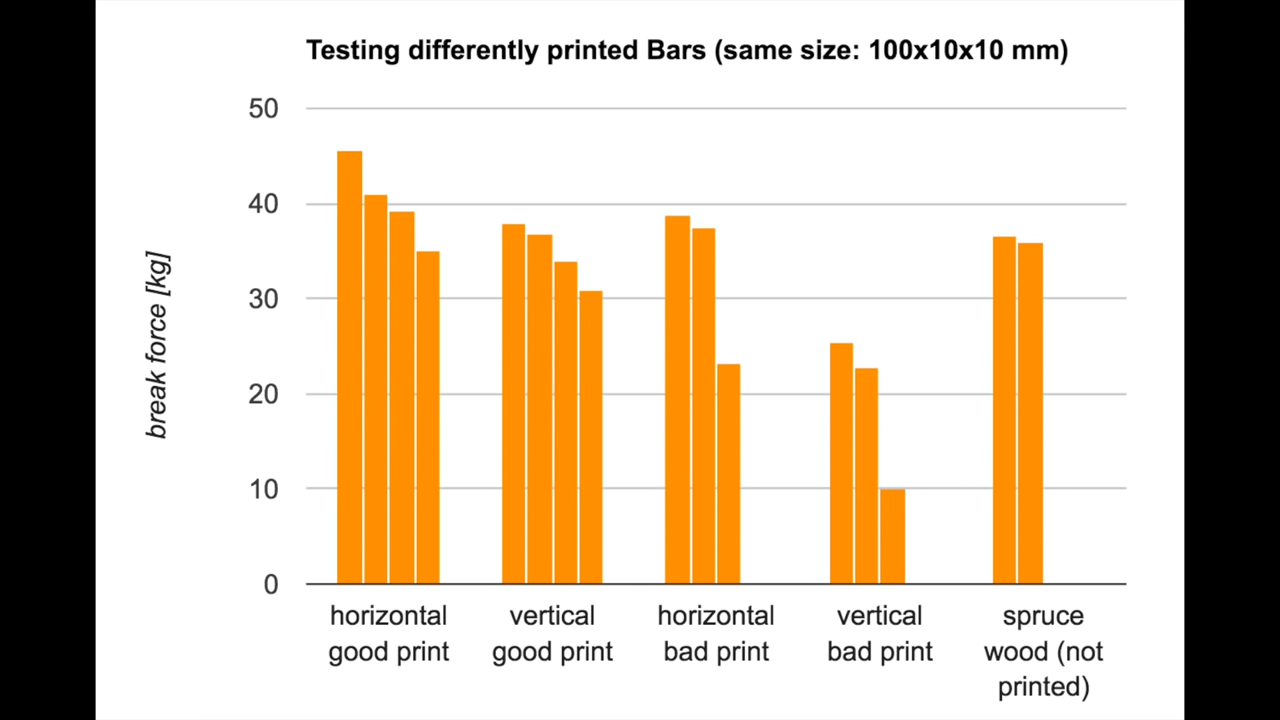 Testing differently printed Bars (same size: 100x10x10 mm)
50
40
30
20
10
0
break force [kg]
horizontal
good print
vertical
good print
horizontal
bad print
vertical
bad print
spruce
wood (not
printed)